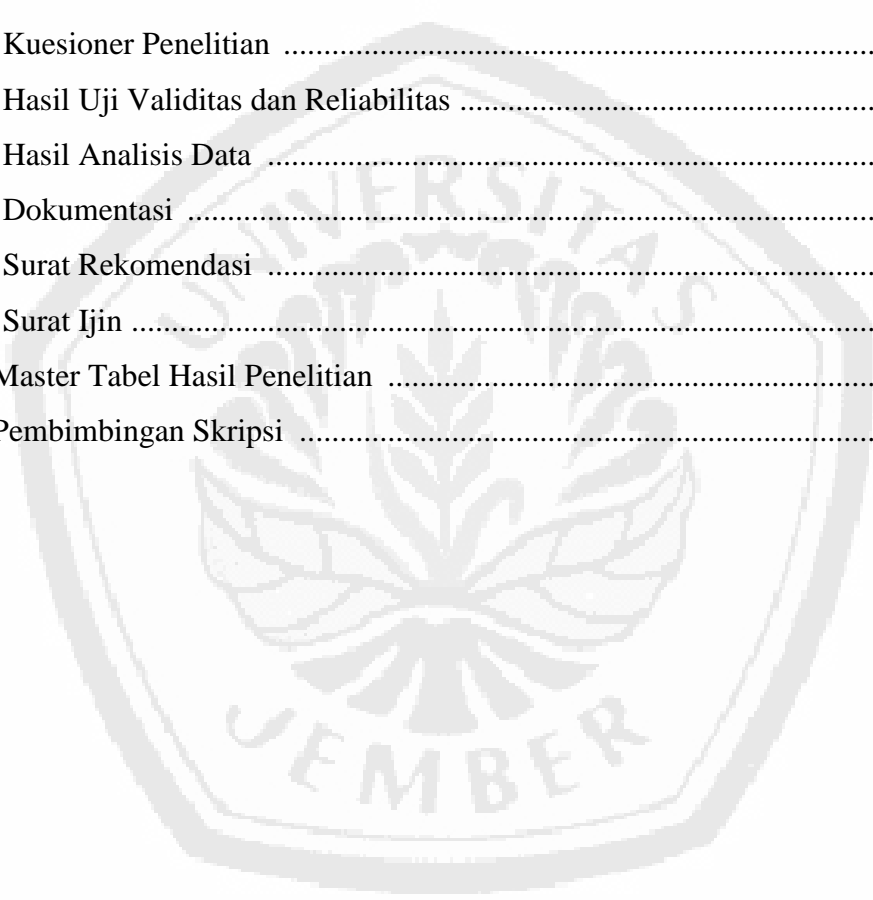 Kuesioner Penelitian ..........................................................................
Hasil Uji Validitas dan Reliabilitas ....................................................
Hasil Analisis Data ............................................................................
Dokumentasi ......................................................................................
Surat Rekomendasi ............................................................................
Surat Ijin .............................................................................................
Master Tabel Hasil Penelitian .............................................................
Pembimbingan Skripsi ........................................................................
UNIVERSITAS
JEMBER